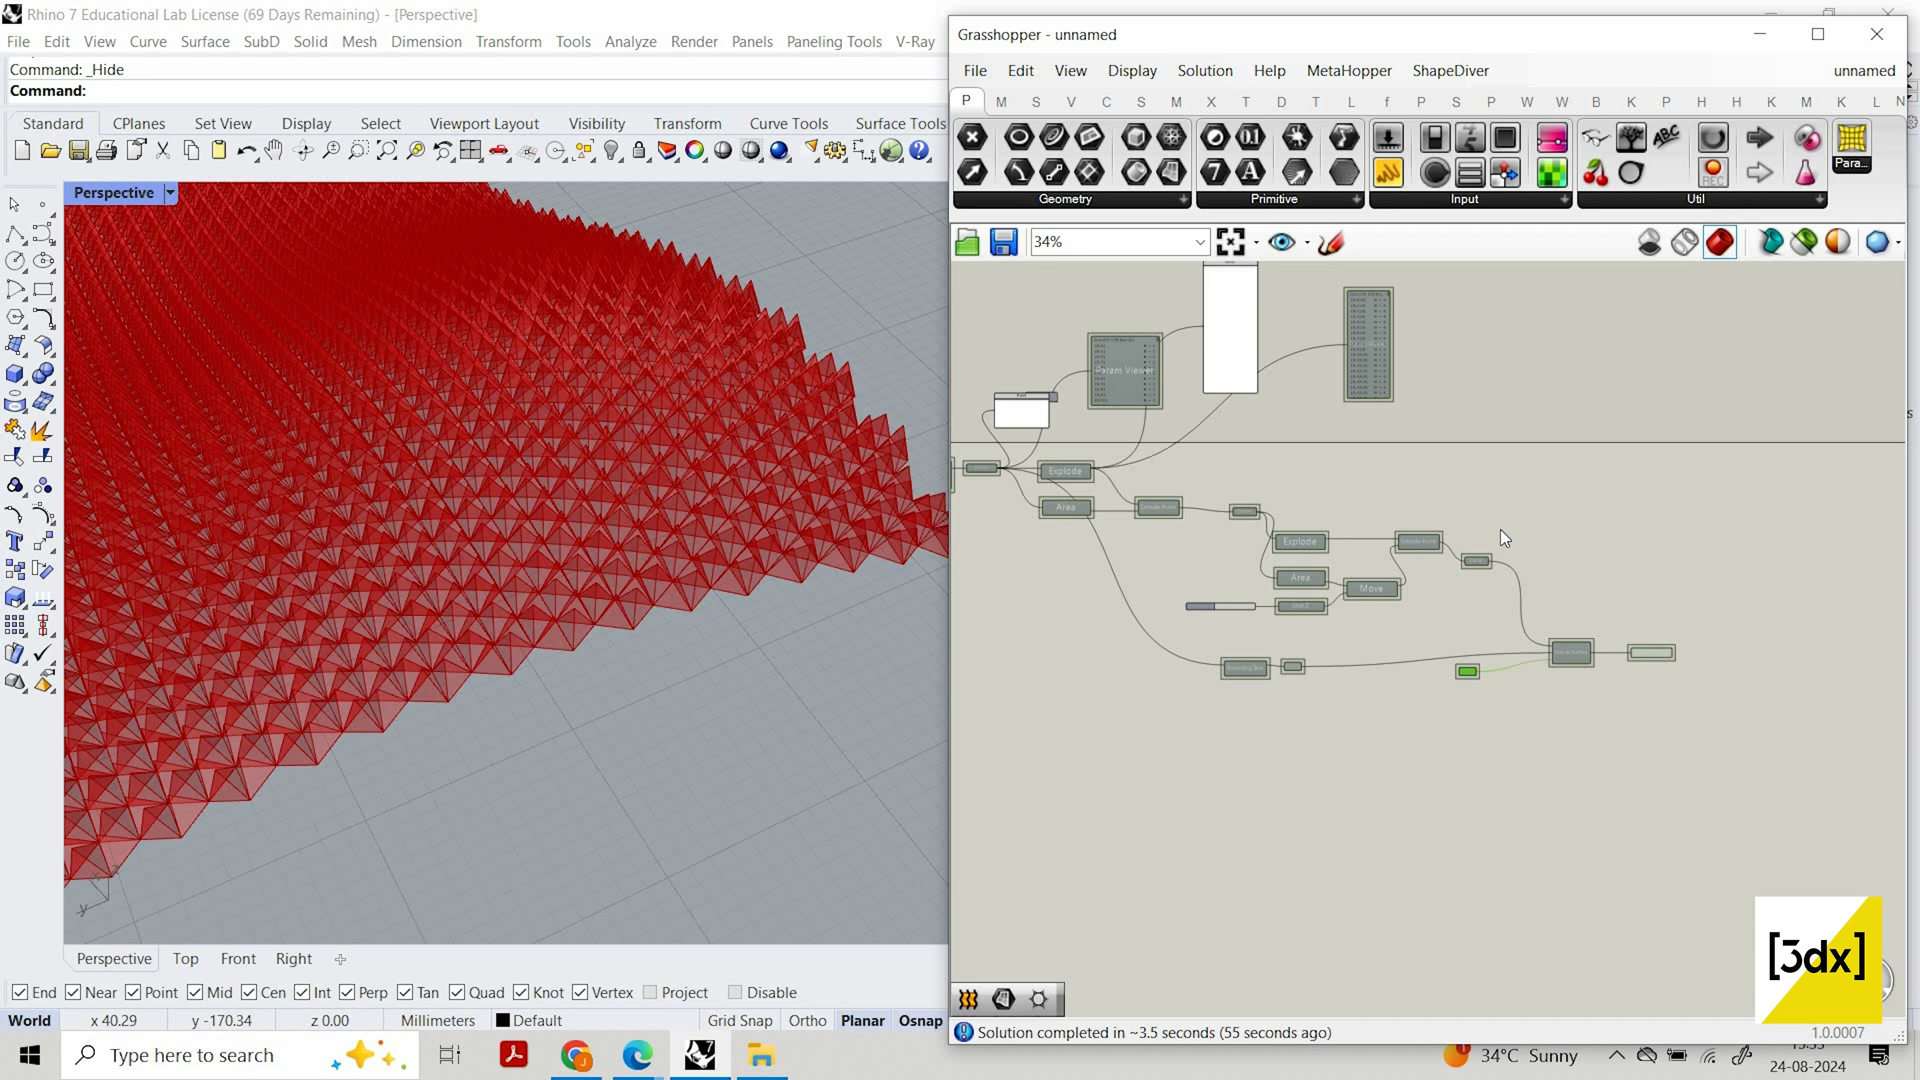 Rhino 7 Educational Lab License (69 Days Remaining) - [Perspective]
File Edit View Curve Surface SubD Solid Mesh Dimension Transform Tools Analyze Render Panels Paneling Tools V-Ray
Command: _Hide
Command:
Standard CPlanes Set View Display Select Viewport Layout Visibility Transform Curve Tools Surface Tools
Perspective
Perspective Top Front Right
End Near Point Mid Cen Int Perp Tan Quad Knot Vertex Project Disable
World x 40.29 y -170.34 z 0.00 Millimeters Default Grid Snap Ortho Planar Osnap
Grasshopper - unnamed
File Edit View Display Solution Help MetaHopper ShapeDiver unnamed
P M S V C S M X T D T L f P S P W W B K P H H K M K L N
Geometry Primitive Input Util
Para...
34%
Param Viewer
Explode
Area
Explode
Area
Move
[3dx]
Solution completed in ~3.5 seconds (55 seconds ago)
1.0.0007
Type here to search
34°C Sunny
24-08-2024